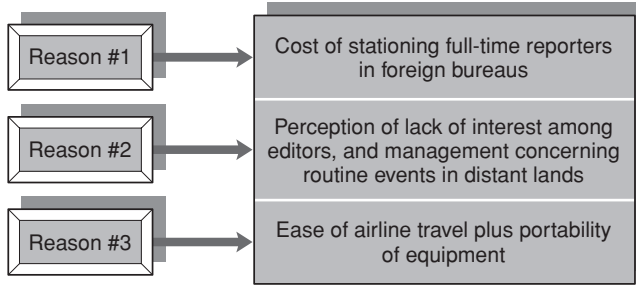 Reason #1
Cost of stationing full-time reporters
in foreign bureaus
Reason #2
Perception of lack of interest among
editors, and management concerning
routine events in distant lands
Reason #3
Ease of airline travel plus portability
of equipment